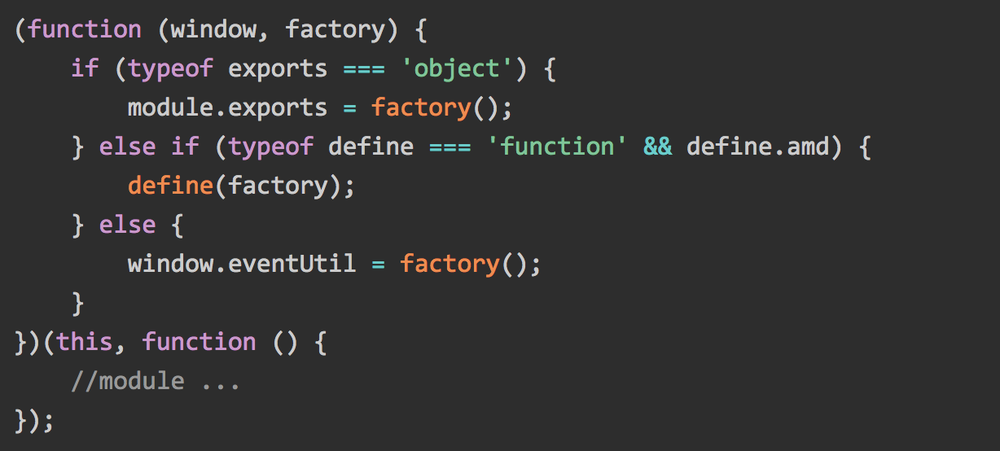 (function (window, factory) {
    if (typeof exports === 'object') {
        module.exports = factory();
    } else if (typeof define === 'function' && define.amd) {
        define(factory);
    } else {
        window.eventUtil = factory();
    }
})(this, function () {
    //module ...
});